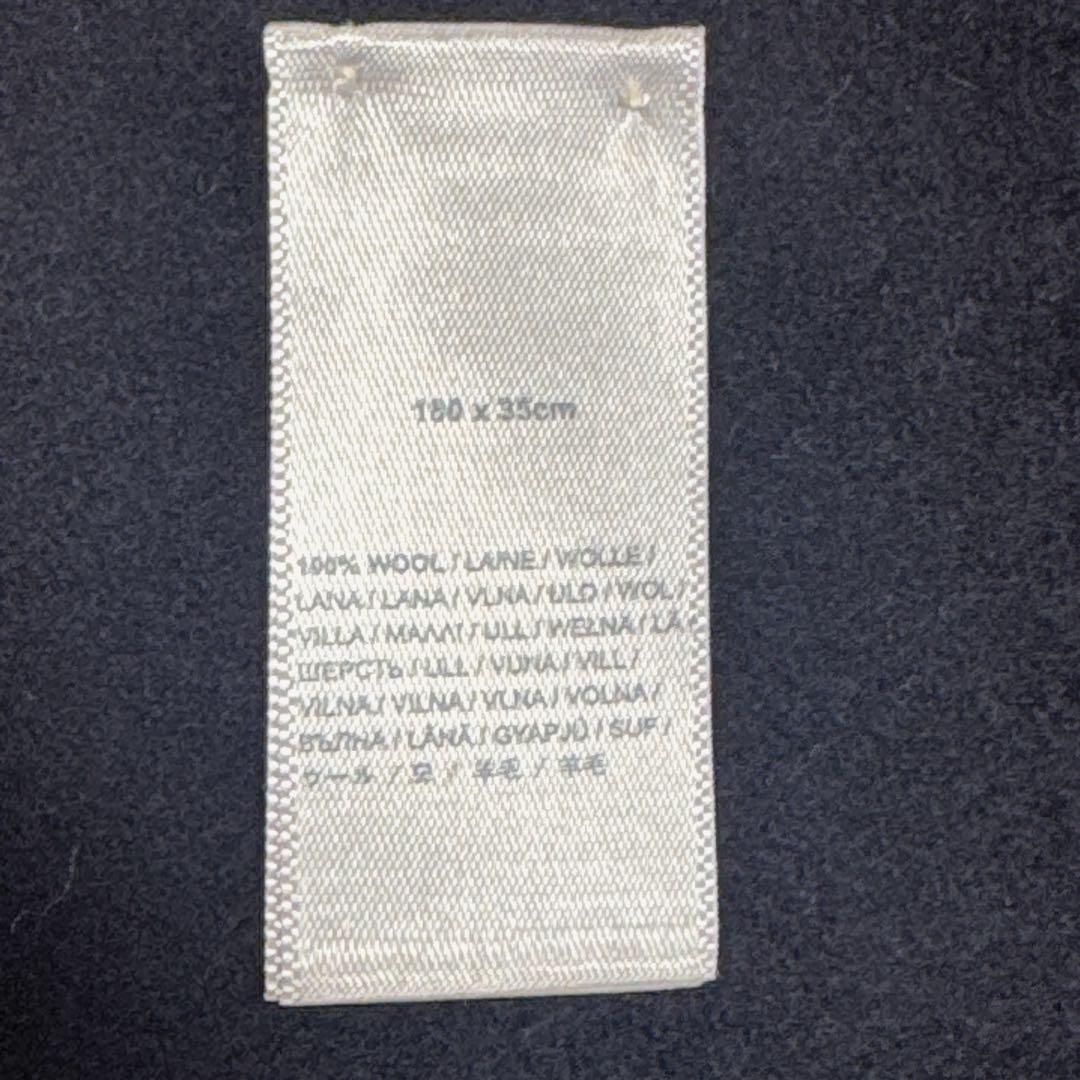 180 x 35cm
100% WOOL / LAINE / WOLLE /
LANA / LANA / VLNA / ULD / WOL /
VILLA / ΜΑΛΛΙ / ULL / WEŁNA / LÃ
ШЕРСТЬ / ULL / VUNA / VILL /
VILNA / VILNA / VLNA / VOLNA /
ВЪЛНА / LÂNĂ / GYAPJÚ / SUF /
ウール / 모 / 羊毛 / 羊毛